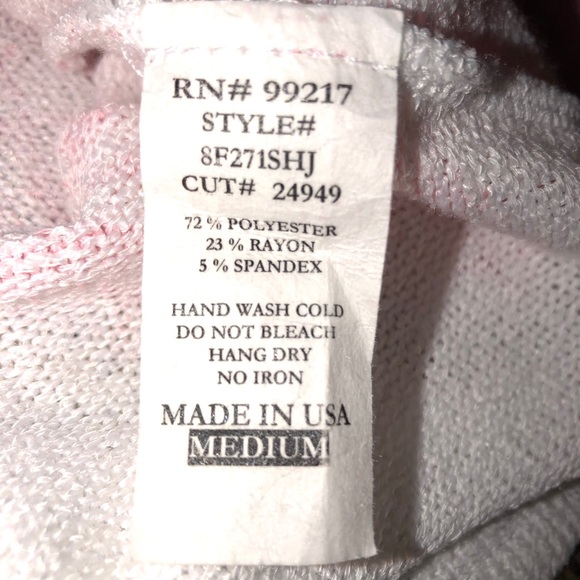 RN# 99217
STYLE#
8F271SHJ
CUT# 24949
72 % POLYESTER
23 % RAYON
5 % SPANDEX
HAND WASH COLD
DO NOT BLEACH
HANG DRY
NO IRON
MADE IN USA
MEDIUM